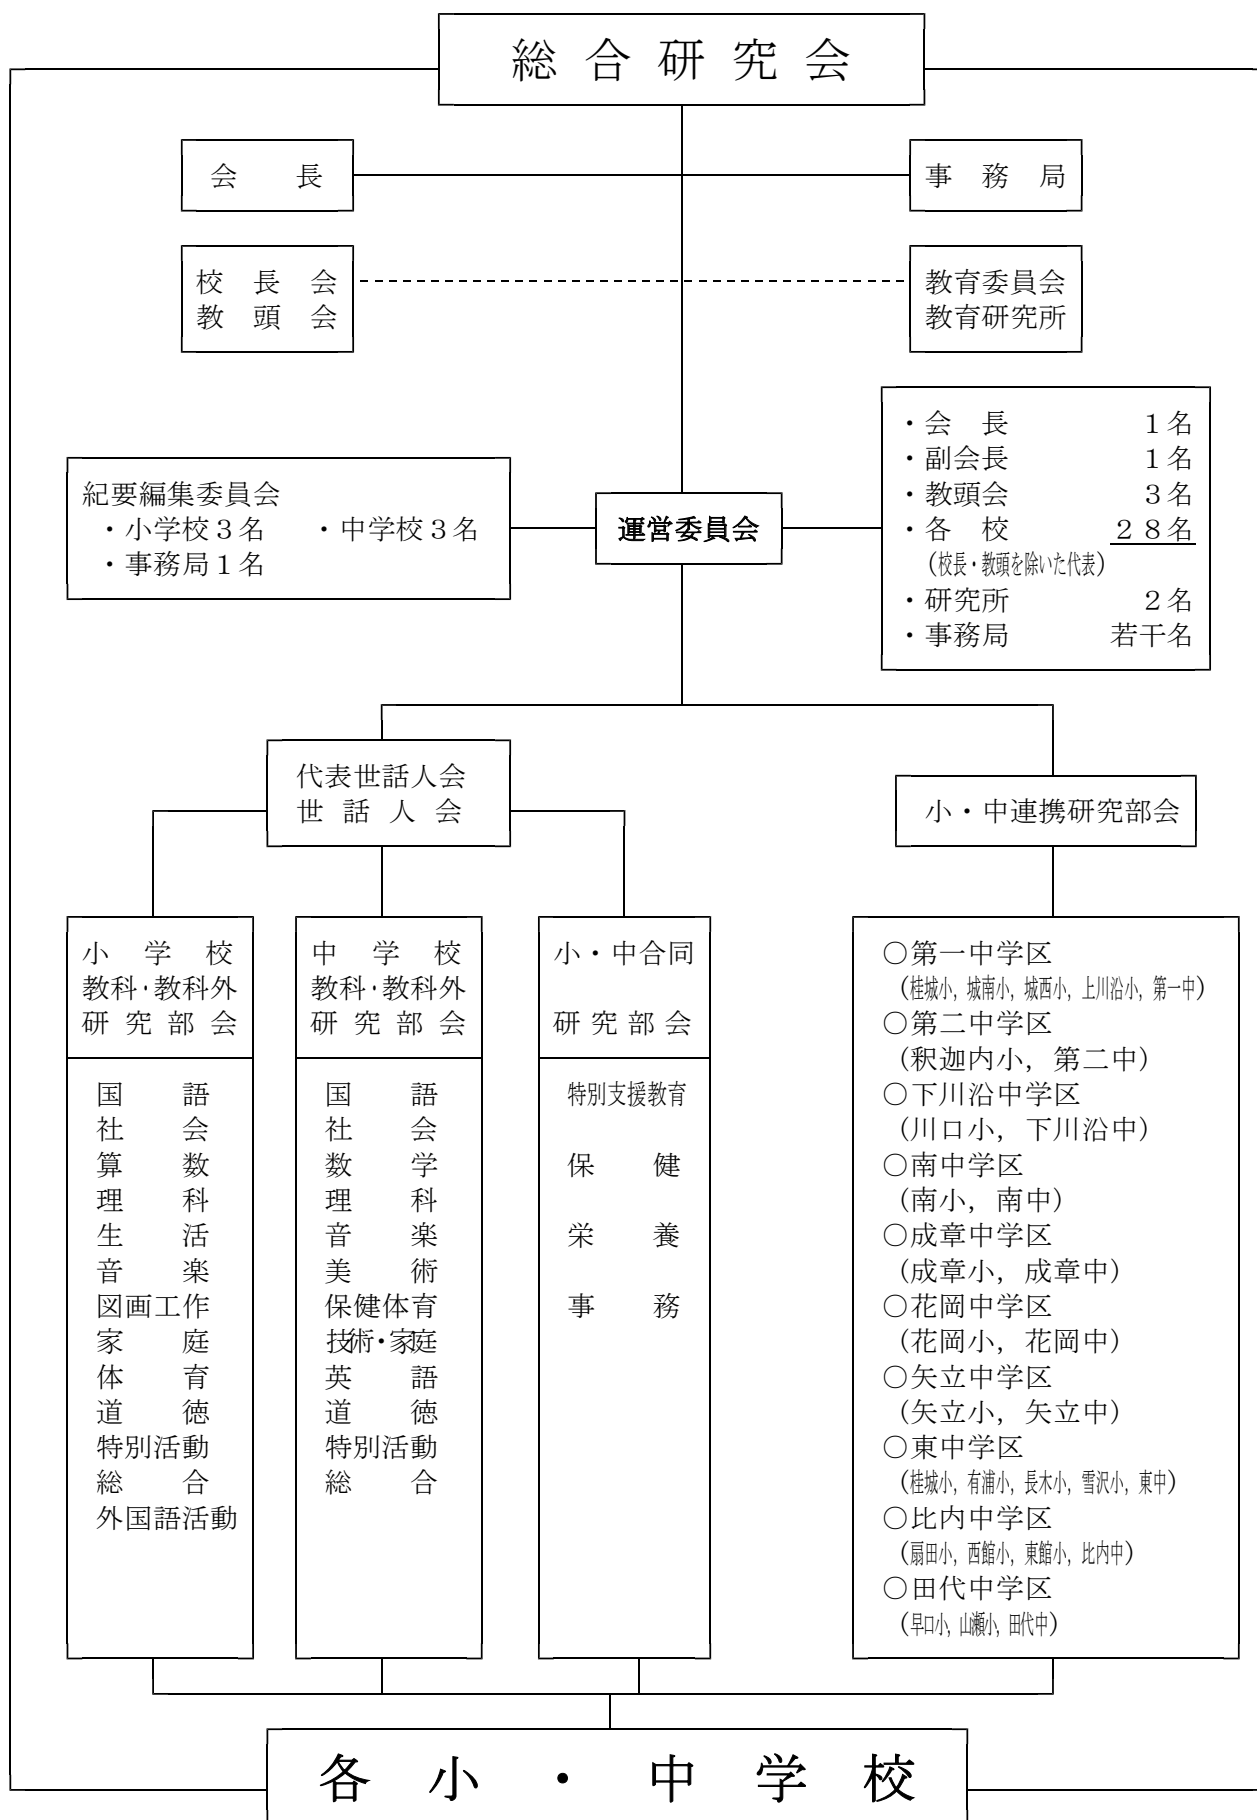 総合研究会
会長
事務局
校長会
教頭会
教育委員会
教育研究所
紀要編集委員会
・小学校3名 ・中学校3名
・事務局1名
運営委員会
・会長 1名
・副会長 1名
・教頭会 3名
・各校 28名
(校長・教頭を除いた代表)
・研究所 2名
・事務局 若干名
代表世話人会
世話人会
小・中連携研究部会
小学校
教科・教科外
研究部会
国語
社会
算数
理科
生活
音楽
図画工作
家庭
体育
道徳
特別活動
総合
外国語活動
中学校
教科・教科外
研究部会
国語
社会
数学
理科
音楽
美術
保健体育
技術・家庭
英語
道徳
特別活動
総合
小・中合同
研究部会
特別支援教育
保健
栄養
事務
○第一中学区
(桂城小, 城南小, 城西小, 上川沿小, 第一中)
○第二中学区
(釈迦内小, 第二中)
○下川沿中学区
(川口小, 下川沿中)
○南中学区
(南小, 南中)
○成章中学区
(成章小, 成章中)
○花岡中学区
(花岡小, 花岡中)
○矢立中学区
(矢立小, 矢立中)
○東中学区
(桂城小, 有浦小, 長木小, 雪沢小, 東中)
○比内中学区
(扇田小, 西館小, 東館小, 比内中)
○田代中学区
(早口小, 山瀬小, 田代中)
各小・中学校